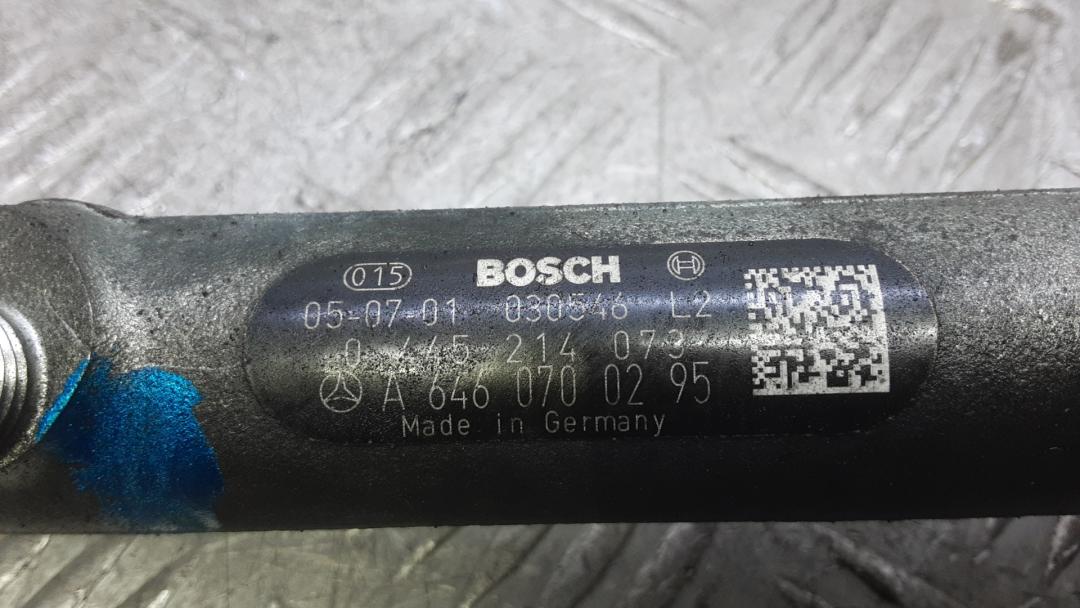 015 BOSCH
05-07-01 030546 L2
0 445 214 073
A 646 070 02 95
Made in Germany